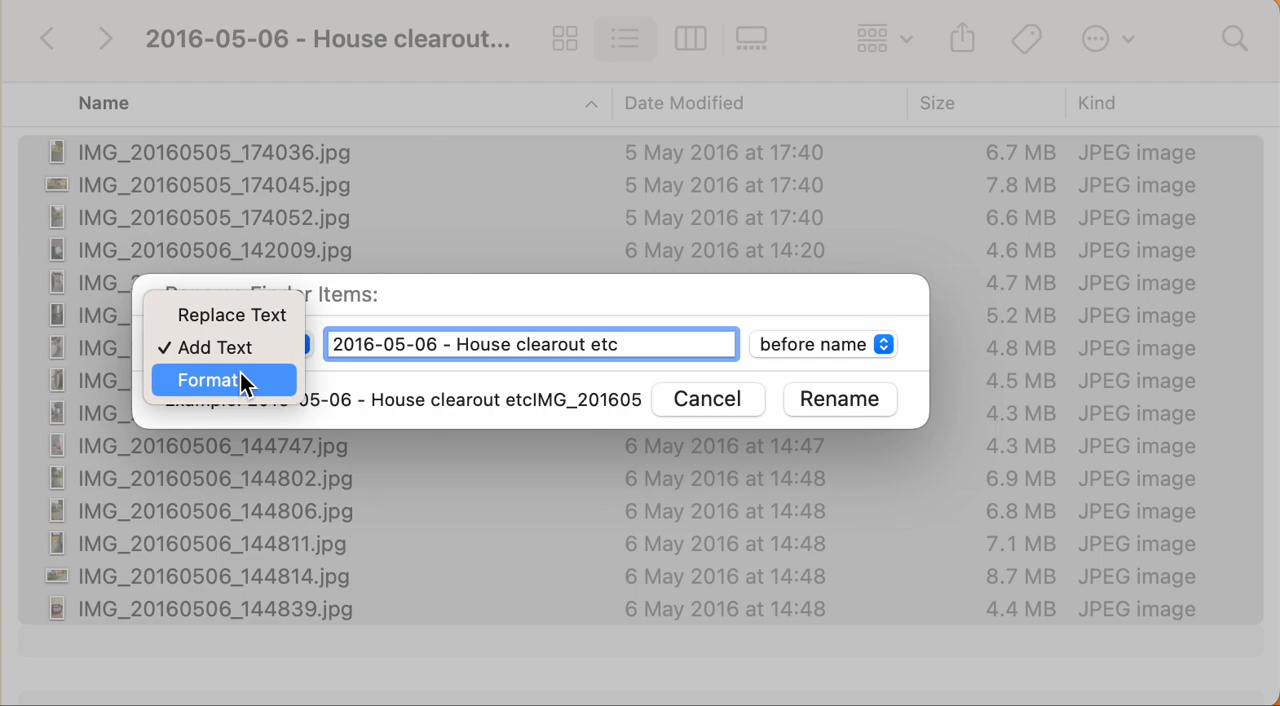 2016-05-06 - House clearout...
Name Date Modified Size Kind
IMG_20160505_174036.jpg 5 May 2016 at 17:40 6.7 MB JPEG image
IMG_20160505_174045.jpg 5 May 2016 at 17:40 7.8 MB JPEG image
IMG_20160505_174052.jpg 5 May 2016 at 17:40 6.6 MB JPEG image
IMG_20160506_142009.jpg 6 May 2016 at 14:20 4.6 MB JPEG image
IMG_ 4.7 MB JPEG image
Items:
Replace Text
IMG_ 5.2 MB JPEG image
✓ Add Text
2016-05-06 - House clearout etc before name
IMG_ 4.8 MB JPEG image
Format
IMG_ 4.5 MB JPEG image
05-06 - House clearout etcIMG_201605 Cancel Rename
IMG_ 4.3 MB JPEG image
IMG_20160506_144747.jpg 6 May 2016 at 14:47 4.3 MB JPEG image
IMG_20160506_144802.jpg 6 May 2016 at 14:48 6.9 MB JPEG image
IMG_20160506_144806.jpg 6 May 2016 at 14:48 6.8 MB JPEG image
IMG_20160506_144811.jpg 6 May 2016 at 14:48 7.1 MB JPEG image
IMG_20160506_144814.jpg 6 May 2016 at 14:48 8.7 MB JPEG image
IMG_20160506_144839.jpg 6 May 2016 at 14:48 4.4 MB JPEG image